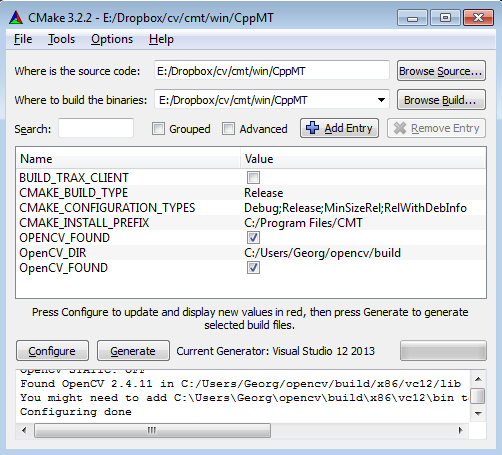 CMake 3.2.2 - E:/Dropbox/cv/cmt/win/CppMT
File Tools Options Help
Where is the source code: E:/Dropbox/cv/cmt/win/CppMT Browse Source...
Where to build the binaries: E:/Dropbox/cv/cmt/win/CppMT Browse Build...
Search: Grouped Advanced Add Entry Remove Entry
Name Value
BUILD_TRAX_CLIENT
CMAKE_BUILD_TYPE Release
CMAKE_CONFIGURATION_TYPES Debug;Release;MinSizeRel;RelWithDebInfo
CMAKE_INSTALL_PREFIX C:/Program Files/CMT
OPENCV_FOUND
OpenCV_DIR C:/Users/Georg/opencv/build
OpenCV_FOUND
Press Configure to update and display new values in red, then press Generate to generate
selected build files.
Configure Generate Current Generator: Visual Studio 12 2013
OpenCV STATIC: OFF
Found OpenCV 2.4.11 in C:/Users/Georg/opencv/build/x86/vc12/lib
You might need to add C:\Users\Georg\opencv\build\x86\vc12\bin t
Configuring done